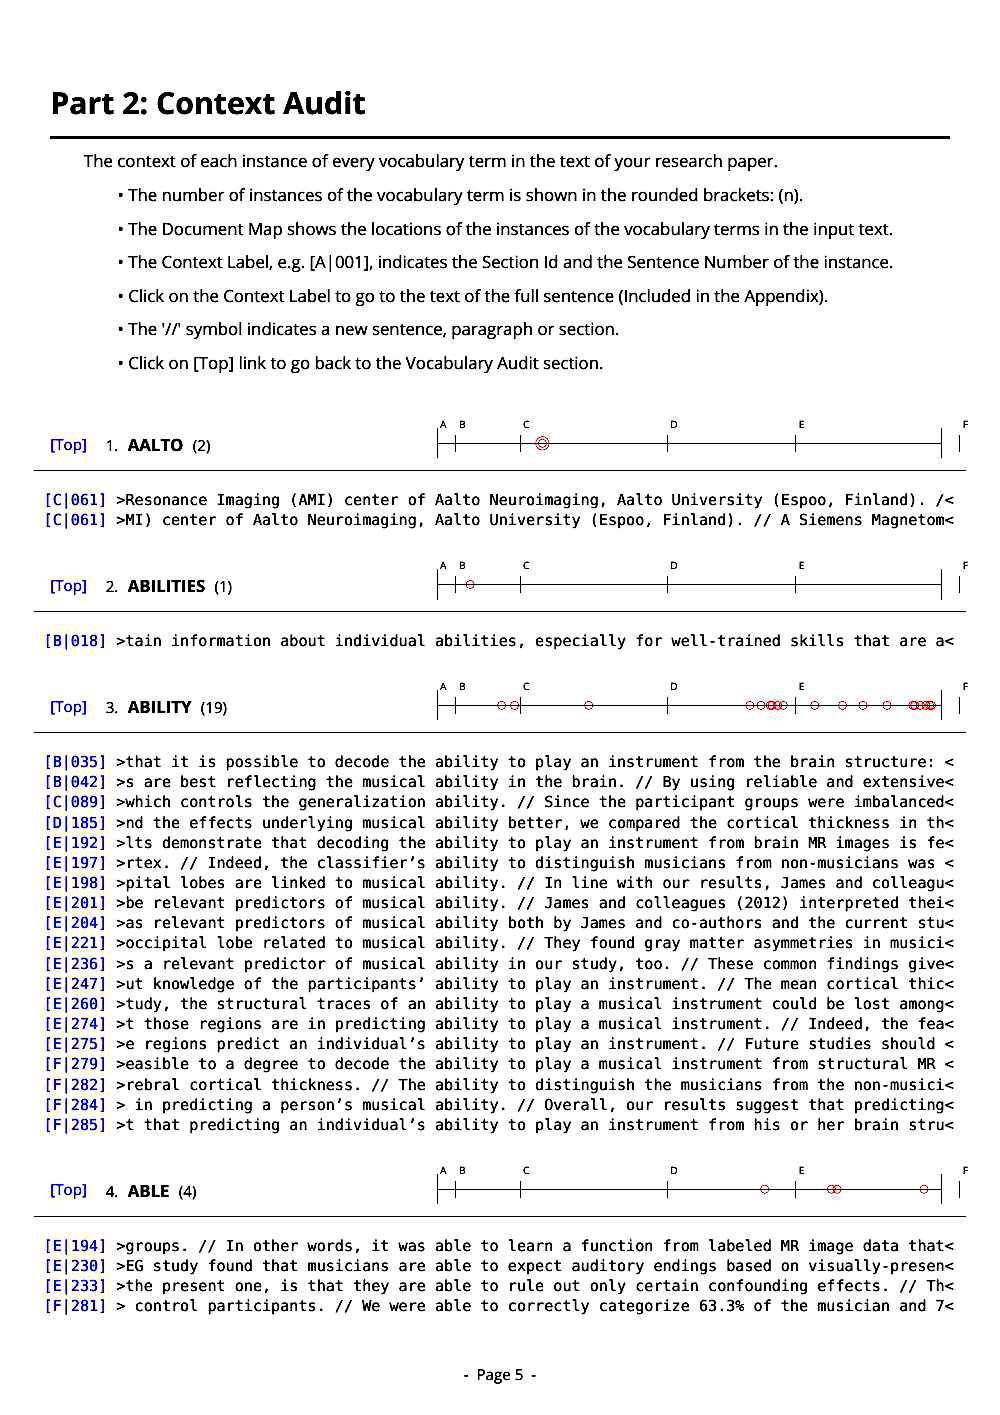 Part 2: Context Audit
The context of each instance of every vocabulary term in the text of your research paper.
• The number of instances of the vocabulary term is shown in the rounded brackets: (n).
• The Document Map shows the locations of the instances of the vocabulary terms in the input text.
• The Context Label, e.g. [A|001], indicates the Section Id and the Sentence Number of the instance.
• Click on the Context Label to go to the text of the full sentence (Included in the Appendix).
• The '//' symbol indicates a new sentence, paragraph or section.
• Click on [Top] link to go back to the Vocabulary Audit section.
A B C D E F
[Top] 1. AALTO (2)
[C|061] >Resonance Imaging (AMI) center of Aalto Neuroimaging, Aalto University (Espoo, Finland). /<
[C|061] >MI) center of Aalto Neuroimaging, Aalto University (Espoo, Finland). // A Siemens Magnetom<
A B C D E F
[Top] 2. ABILITIES (1)
[B|018] >tain information about individual abilities, especially for well-trained skills that are a<
A B C D E F
[Top] 3. ABILITY (19)
[B|035] >that it is possible to decode the ability to play an instrument from the brain structure: <
[B|042] >s are best reflecting the musical ability in the brain. // By using reliable and extensive<
[C|089] >which controls the generalization ability. // Since the participant groups were imbalanced<
[D|185] >nd the effects underlying musical ability better, we compared the cortical thickness in th<
[E|192] >lts demonstrate that decoding the ability to play an instrument from brain MR images is fe<
[E|197] >rtex. // Indeed, the classifier’s ability to distinguish musicians from non-musicians was <
[E|198] >pital lobes are linked to musical ability. // In line with our results, James and colleagu<
[E|201] >be relevant predictors of musical ability. // James and colleagues (2012) interpreted thei<
[E|204] >as relevant predictors of musical ability both by James and co-authors and the current stu<
[E|221] >occipital lobe related to musical ability. // They found gray matter asymmetries in musici<
[E|236] >s a relevant predictor of musical ability in our study, too. // These common findings give<
[E|247] >ut knowledge of the participants’ ability to play an instrument. // The mean cortical thic<
[E|260] >tudy, the structural traces of an ability to play a musical instrument could be lost among<
[E|274] >t those regions are in predicting ability to play a musical instrument. // Indeed, the fea<
[E|275] >e regions predict an individual’s ability to play an instrument. // Future studies should <
[F|279] >easible to a degree to decode the ability to play a musical instrument from structural MR <
[F|282] >rebral cortical thickness. // The ability to distinguish the musicians from the non-musici<
[F|284] > in predicting a person’s musical ability. // Overall, our results suggest that predicting<
[F|285] >t that predicting an individual’s ability to play an instrument from his or her brain stru<
A B C D E F
[Top] 4. ABLE (4)
[E|194] >groups. // In other words, it was able to learn a function from labeled MR image data that<
[E|230] >EG study found that musicians are able to expect auditory endings based on visually-presen<
[E|233] >the present one, is that they are able to rule out only certain confounding effects. // Th<
[F|281] > control participants. // We were able to correctly categorize 63.3% of the musician and 7<
- Page 5 -